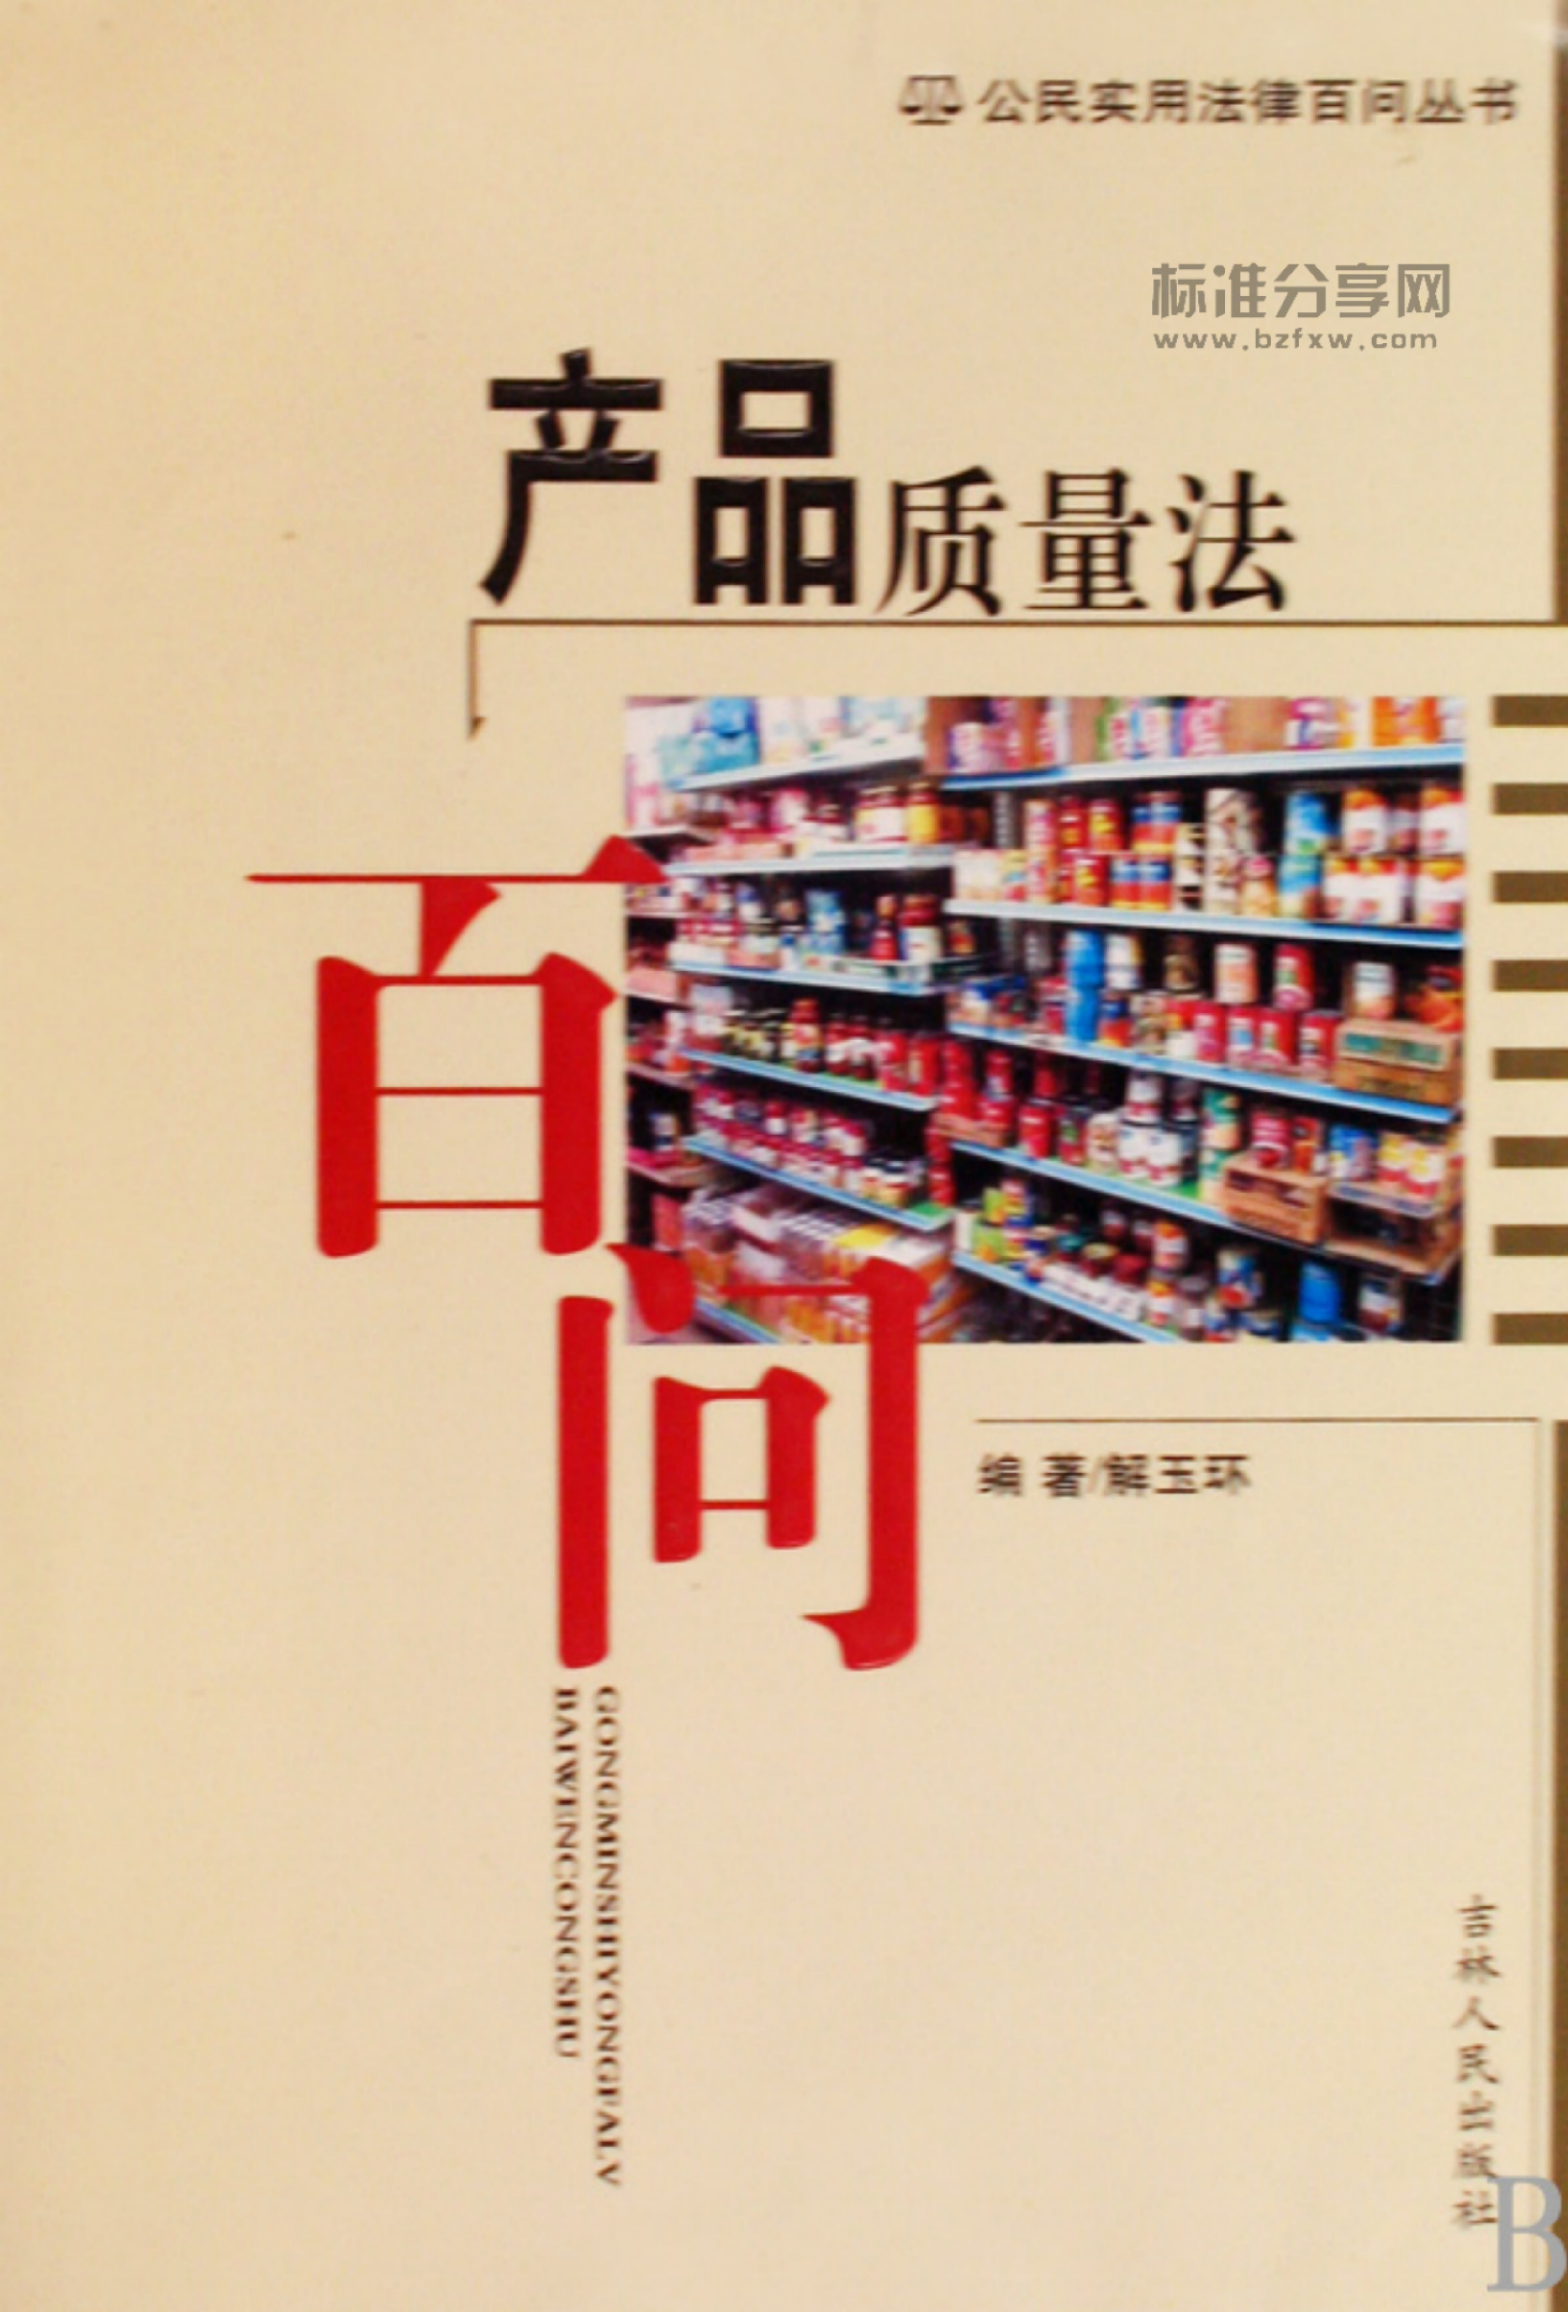 公民实用法律百问丛书
标准分享网
www.bzfxw.com
产品质量法
百问
编 著/解玉环
GONGMINSHIYONGFALV
BAIWENCONGSHU
吉林人民出版社
B